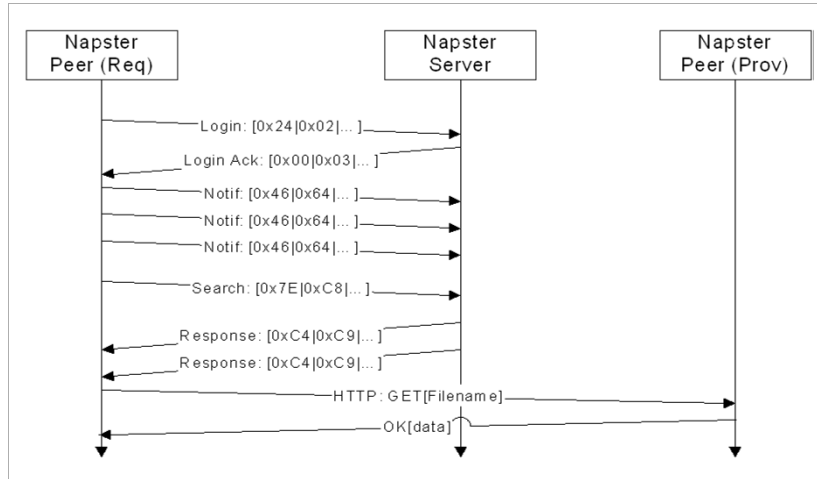 Napster
Peer (Req)
Napster
Server
Napster
Peer (Prov)
Login: [0x24|0x02|... ]
Login Ack: [0x00|0x03|... ]
Notif: [0x46|0x64|... ]
Notif: [0x46|0x64|... ]
Notif: [0x46|0x64|... ]
Search: [0x7E|0xC8|... ]
Response: [0xC4|0xC9|... ]
Response: [0xC4|0xC9|... ]
HTTP: GET[Filename]
OK[data]